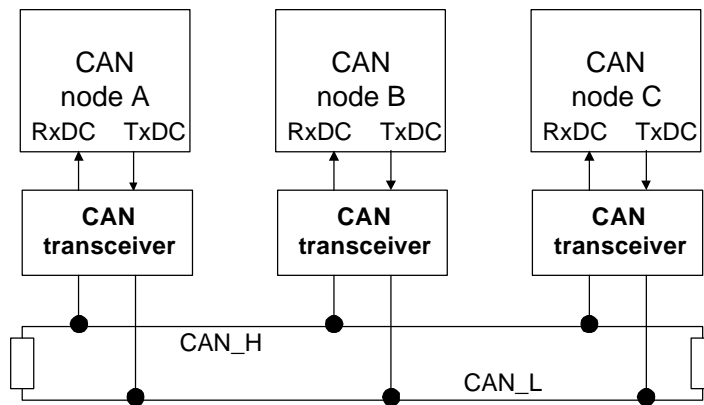 CAN
node A
RxDC TxDC
CAN
node B
RxDC TxDC
CAN
node C
RxDC TxDC
CAN
transceiver
CAN
transceiver
CAN
transceiver
CAN_H
CAN_L